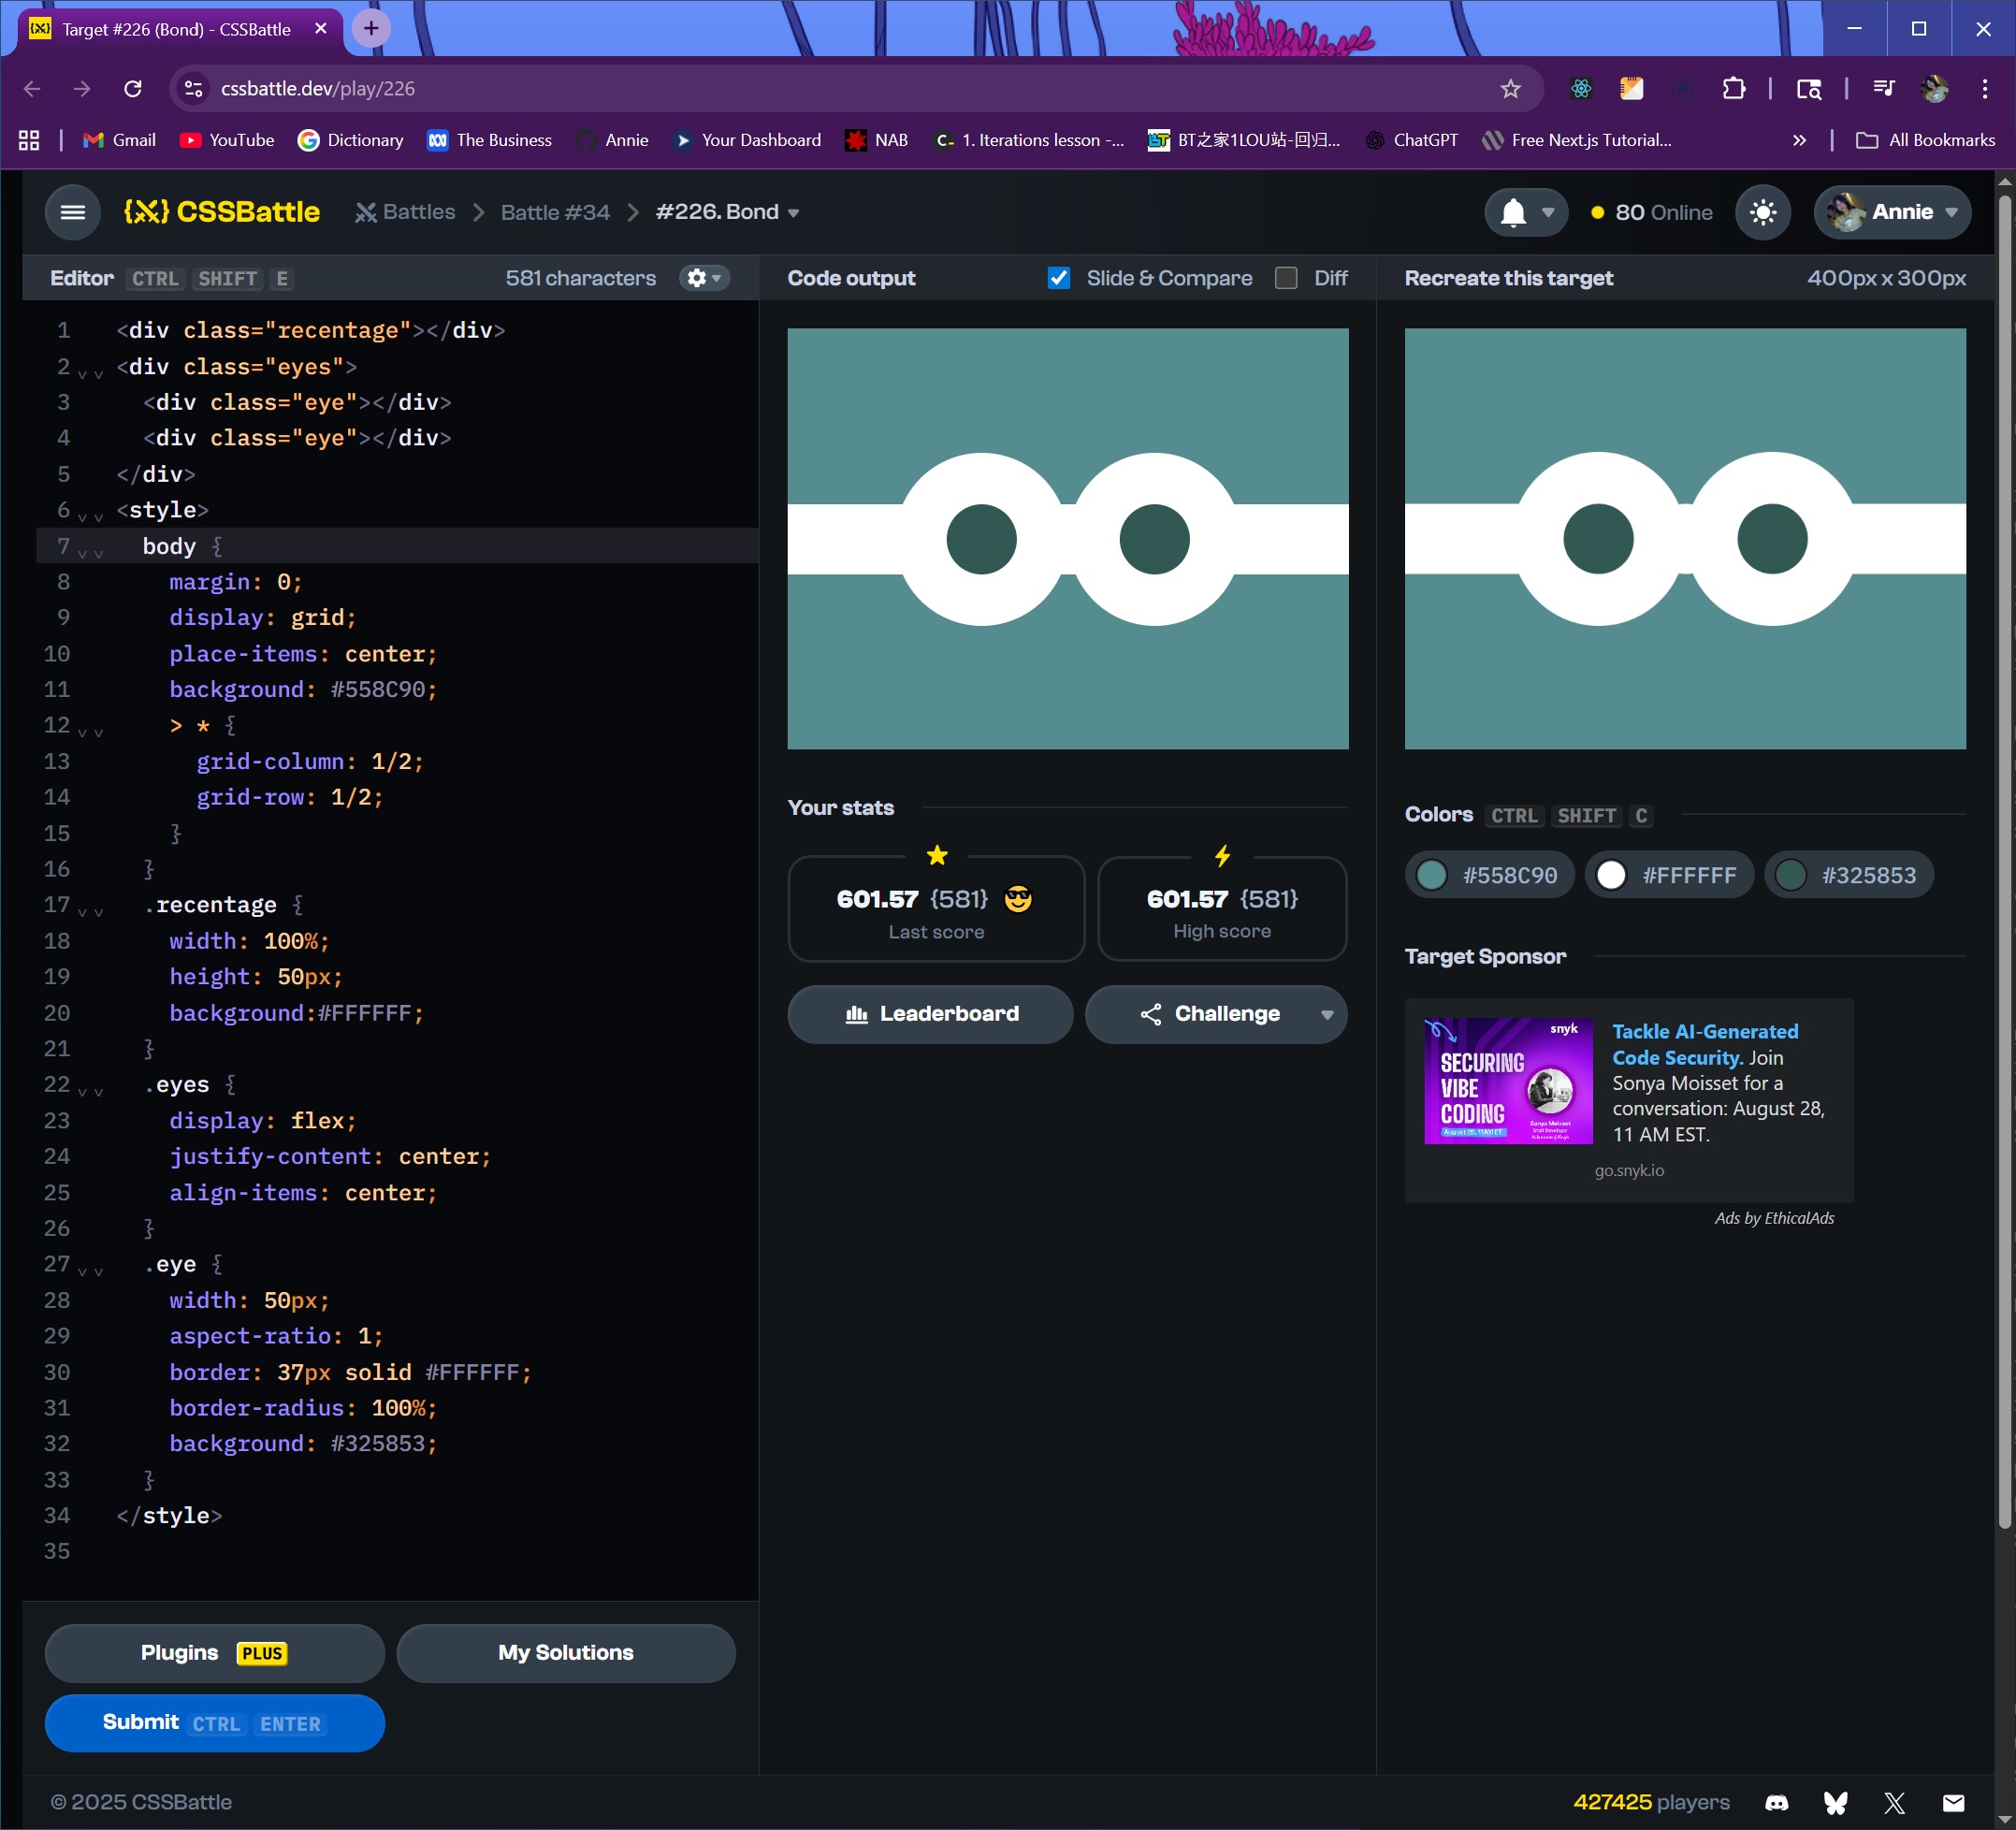 Target #226 (Bond) - CSSBattle
cssbattle.dev/play/226
Gmail YouTube Dictionary The Business Annie Your Dashboard NAB 1. Iterations lesson -... BT之家1LOU站-回归... ChatGPT Free Next.js Tutorial... » All Bookmarks
CSSBattle Battles Battle #34 #226. Bond 80 Online Annie
Editor CTRL SHIFT E 581 characters
1 <div class="recentage"></div>
2 <div class="eyes">
3 <div class="eye"></div>
4 <div class="eye"></div>
5 </div>
6 <style>
7 body {
8 margin: 0;
9 display: grid;
10 place-items: center;
11 background: #558C90;
12 > * {
13 grid-column: 1/2;
14 grid-row: 1/2;
15 }
16 }
17 .recentage {
18 width: 100%;
19 height: 50px;
20 background:#FFFFFF;
21 }
22 .eyes {
23 display: flex;
24 justify-content: center;
25 align-items: center;
26 }
27 .eye {
28 width: 50px;
29 aspect-ratio: 1;
30 border: 37px solid #FFFFFF;
31 border-radius: 100%;
32 background: #325853;
33 }
34 </style>
35
Plugins PLUS
My Solutions
Submit CTRL ENTER
Code output Slide & Compare Diff
Your stats
601.57 {581}
Last score
601.57 {581}
High score
Leaderboard
Challenge
Recreate this target 400px x 300px
Colors CTRL SHIFT C
#558C90 #FFFFFF #325853
Target Sponsor
snyk
SECURING
VIBE
CODING
Sonya Moisset
Tackle AI-Generated
Code Security. Join
Sonya Moisset for a
conversation: August 28,
11 AM EST.
go.snyk.io
Ads by EthicalAds
© 2025 CSSBattle
427425 players